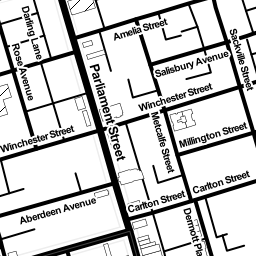 Darling Lane
Rose Avenue
Amelia Street
Sackville Street
Salisbury Avenue
Parliament Street
Winchester Street
Winchester Street
Metcalfe Street
Millington Street
Carlton Street
Carlton Street
Aberdeen Avenue
Dermott Pla